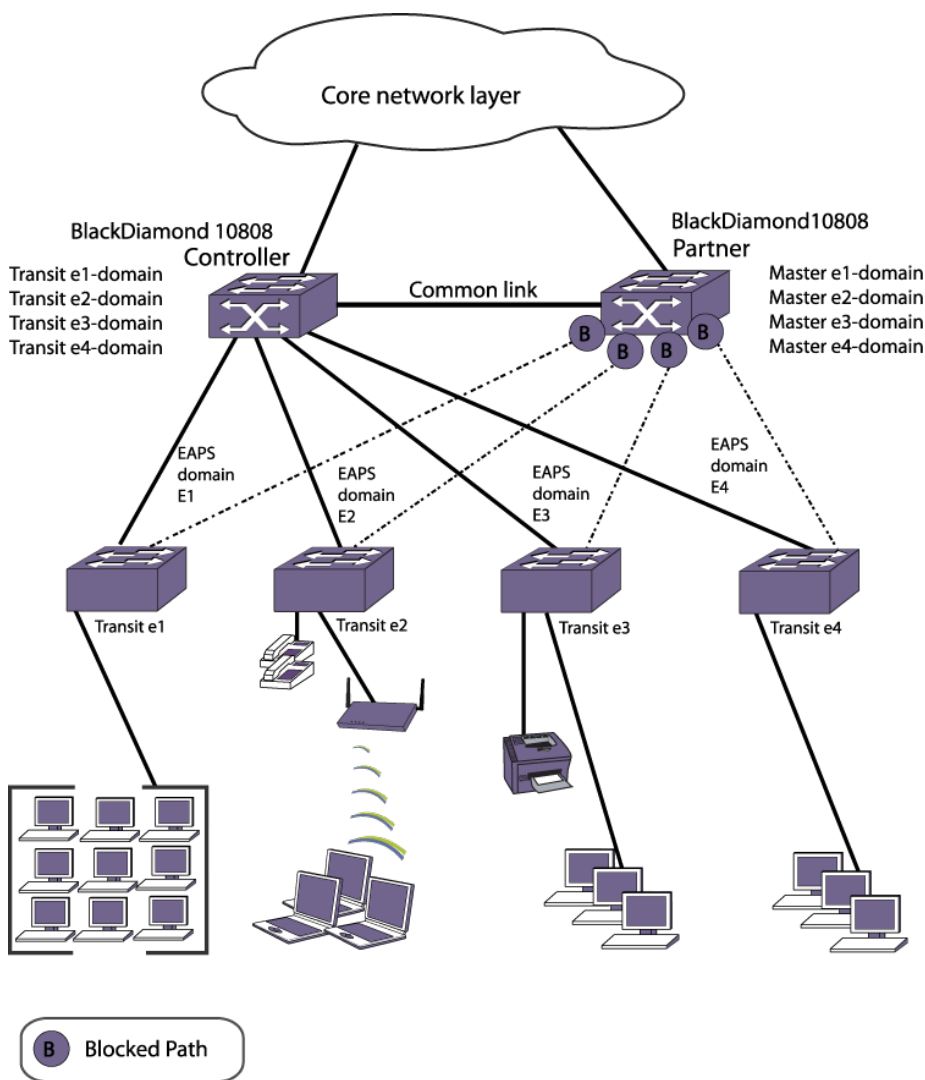 Core network layer
BlackDiamond 10808
Controller
BlackDiamond10808
Partner
Transit e1-domain
Transit e2-domain
Transit e3-domain
Transit e4-domain
Common link
Master e1-domain
Master e2-domain
Master e3-domain
Master e4-domain
B
B
B
B
EAPS
domain
E1
EAPS
domain
E2
EAPS
domain
E3
EAPS
domain
E4
Transit e1
Transit e2
Transit e3
Transit e4
B Blocked Path